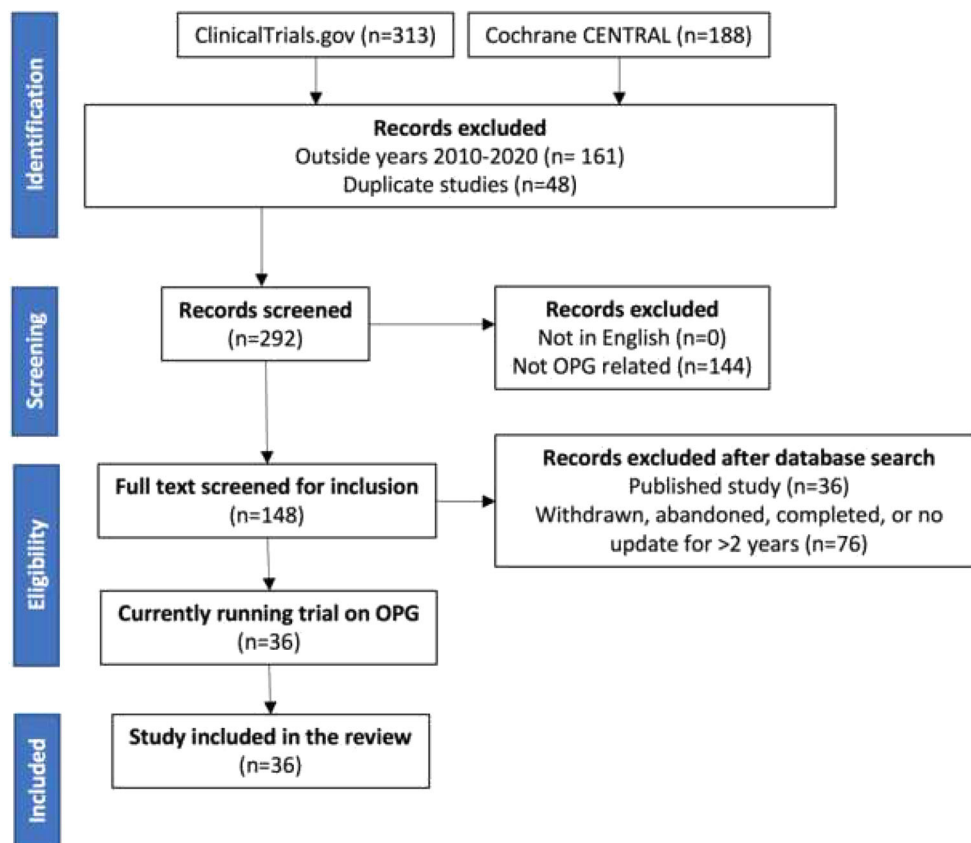 Identification
ClinicalTrials.gov (n=313)
Cochrane CENTRAL (n=188)
Records excluded
Outside years 2010-2020 (n= 161)
Duplicate studies (n=48)
Screening
Records screened
(n=292)
Records excluded
Not in English (n=0)
Not OPG related (n=144)
Eligibility
Full text screened for inclusion
(n=148)
Records excluded after database search
Published study (n=36)
Withdrawn, abandoned, completed, or no
update for >2 years (n=76)
Currently running trial on OPG
(n=36)
Included
Study included in the review
(n=36)